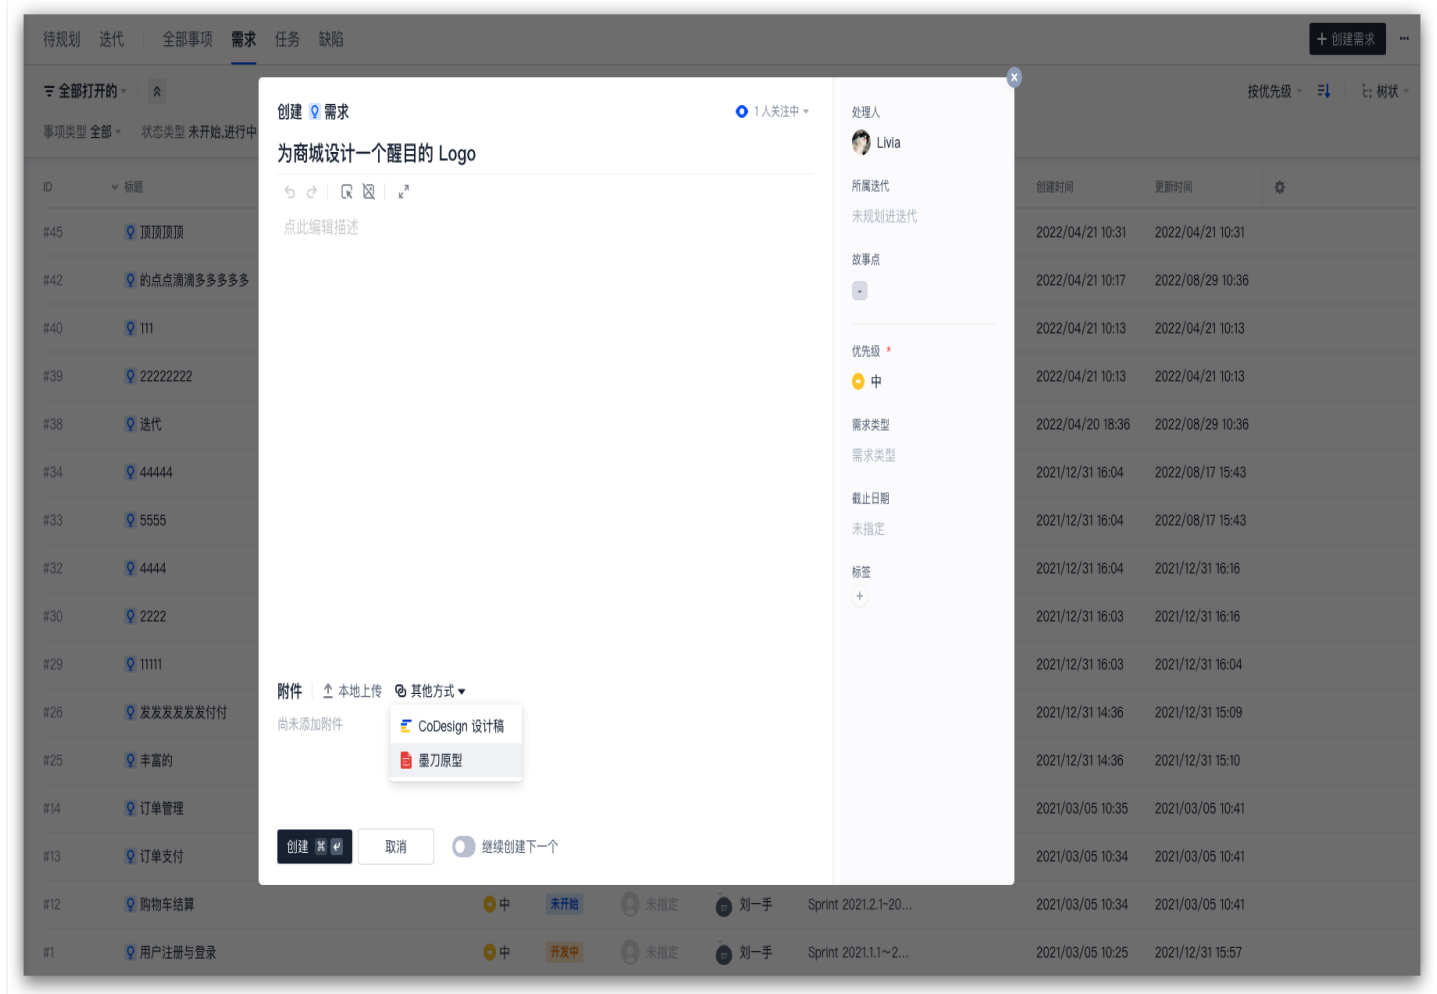 待规划 迭代 全部事项 需求 任务 缺陷 + 创建需求 ···
全部打开的 按优先级 树状
事项类型 全部 状态类型 未开始,进行中
ID 标题 创建时间 更新时间
#45 顶顶顶顶 2022/04/21 10:31 2022/04/21 10:31
#42 的点点滴滴多多多多多 2022/04/21 10:17 2022/08/29 10:36
#40 111 2022/04/21 10:13 2022/04/21 10:13
#39 22222222 2022/04/21 10:13 2022/04/21 10:13
#38 迭代 2022/04/20 18:36 2022/08/29 10:36
#34 44444 2021/12/31 16:04 2022/08/17 15:43
#33 5555 2021/12/31 16:04 2022/08/17 15:43
#32 4444 2021/12/31 16:04 2021/12/31 16:16
#30 2222 2021/12/31 16:03 2021/12/31 16:16
#29 11111 2021/12/31 16:03 2021/12/31 16:04
#26 发发发发发付付 2021/12/31 14:36 2021/12/31 15:09
#25 丰富的 2021/12/31 14:36 2021/12/31 15:10
#14 订单管理 2021/03/05 10:35 2021/03/05 10:41
#13 订单支付 2021/03/05 10:34 2021/03/05 10:41
#12 购物车结算 中 未开始 未指定 刘一手 Sprint 2021.2.1~20... 2021/03/05 10:34 2021/03/05 10:41
#1 用户注册与登录 中 开发中 未指定 刘一手 Sprint 2021.1.1～2... 2021/03/05 10:25 2021/12/31 15:57
创建 需求 1 人关注中
为商城设计一个醒目的 Logo
点此编辑描述
附件 本地上传 其他方式
尚未添加附件
CoDesign 设计稿
墨刀原型
创建 ⌘ ↵ 取消 继续创建下一个
x
处理人
Livia
所属迭代
未规划进迭代
故事点
-
优先级 *
中
需求类型
需求类型
截止日期
未指定
标签
+